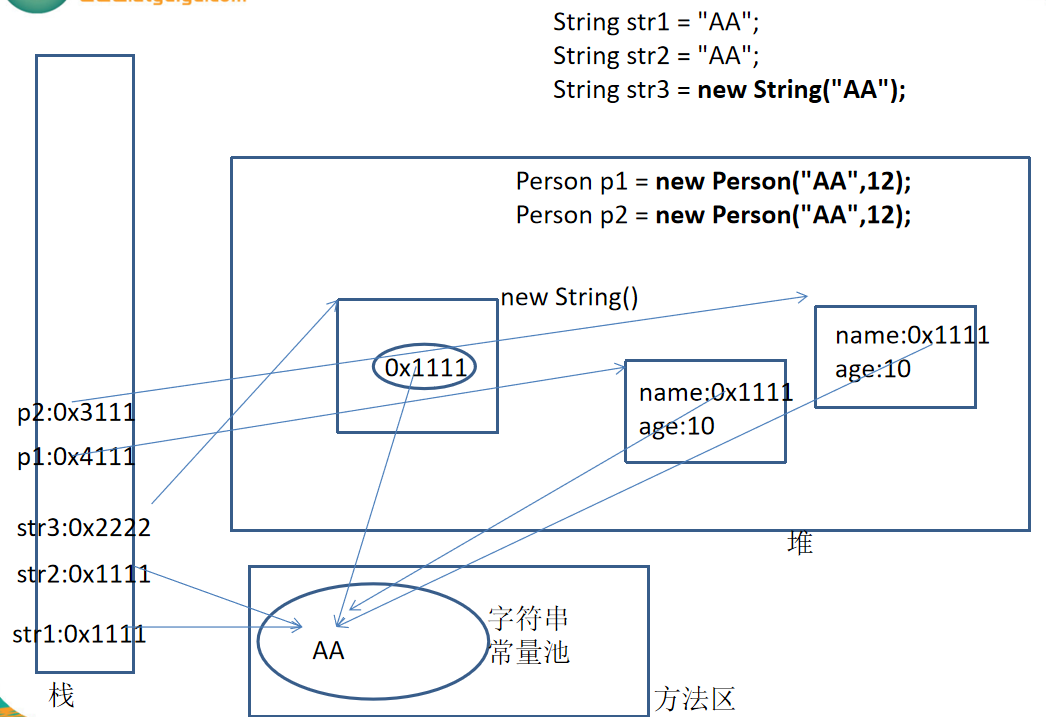 String str1 = "AA";
String str2 = "AA";
String str3 = new String("AA");
Person p1 = new Person("AA",12);
Person p2 = new Person("AA",12);
new String()
0x1111
name:0x1111
age:10
name:0x1111
age:10
p2:0x3111
p1:0x4111
str3:0x2222
str2:0x1111
str1:0x1111
堆
AA
字符串
常量池
栈
方法区